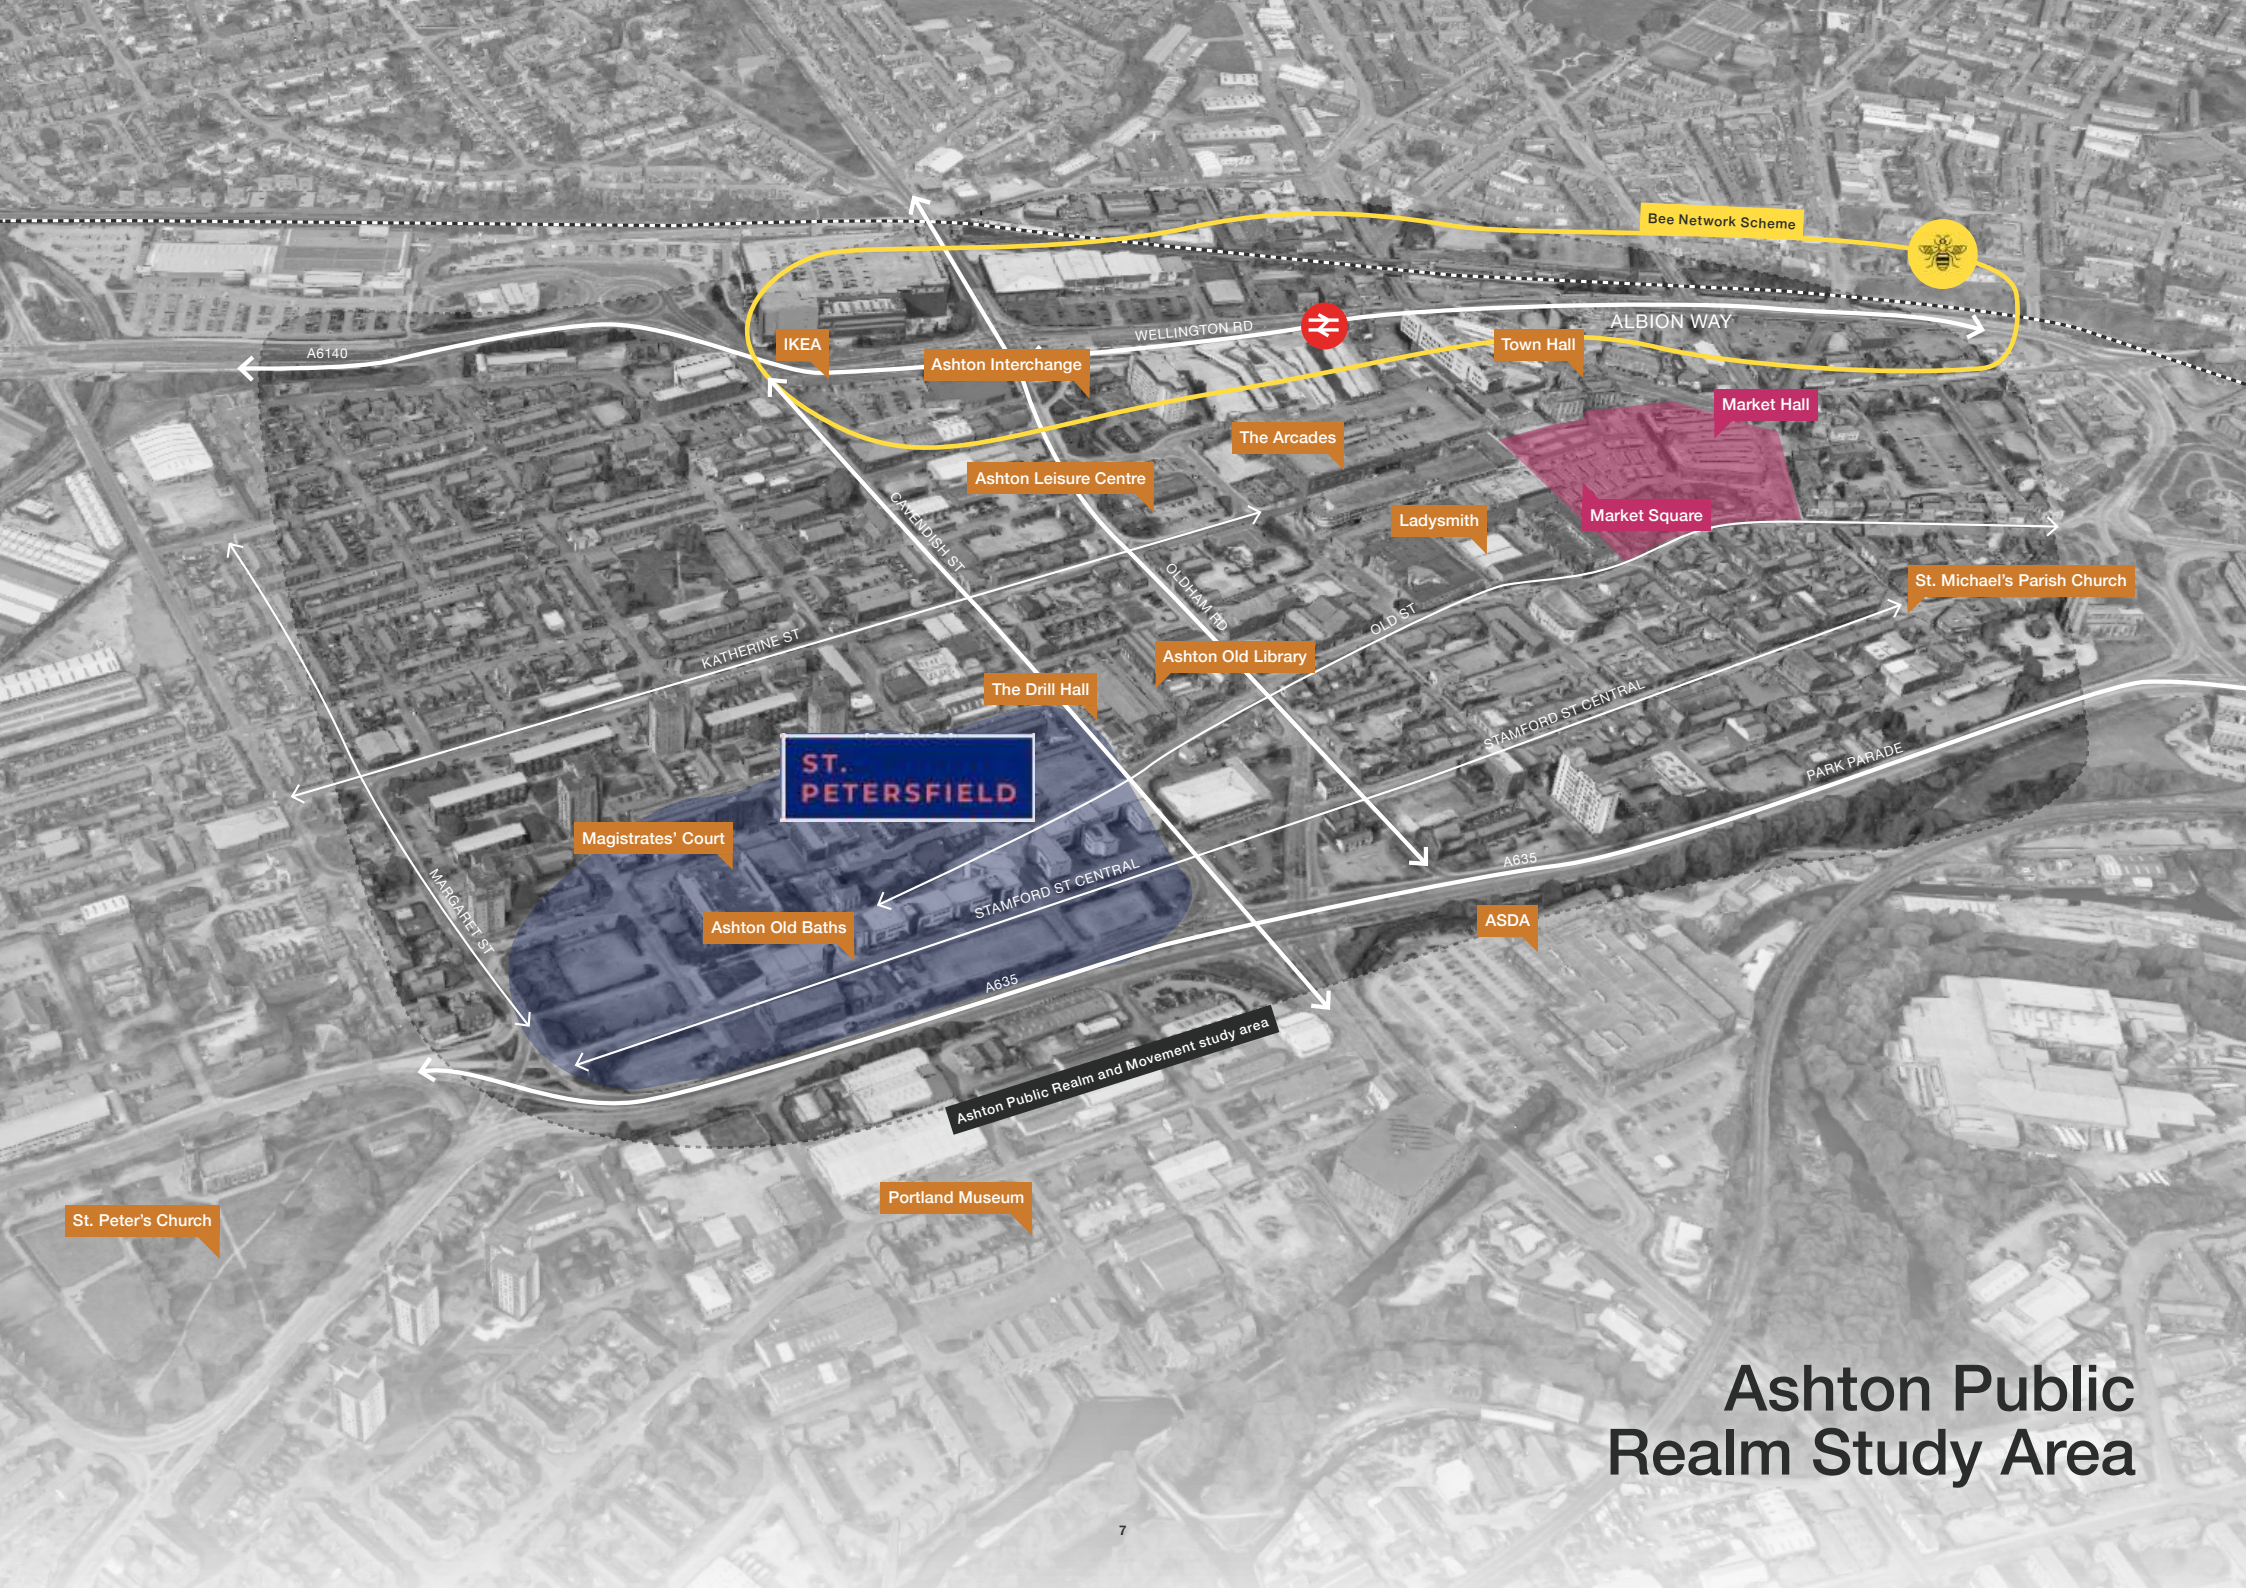 Bee Network Scheme
ALBION WAY
WELLINGTON RD
A6140
IKEA
Town Hall
Ashton Interchange
Market Hall
The Arcades
Ashton Leisure Centre
Market Square
Ladysmith
CAVENDISH ST
OLDHAM RD
St. Michael's Parish Church
OLD ST
KATHERINE ST
Ashton Old Library
The Drill Hall
STAMFORD ST CENTRAL
PARK PARADE
ST.
PETERSFIELD
Magistrates' Court
A635
STAMFORD ST CENTRAL
MARGARET ST
Ashton Old Baths
ASDA
A635
Ashton Public Realm and Movement study area
Portland Museum
St. Peter's Church
Ashton Public
Realm Study Area
7